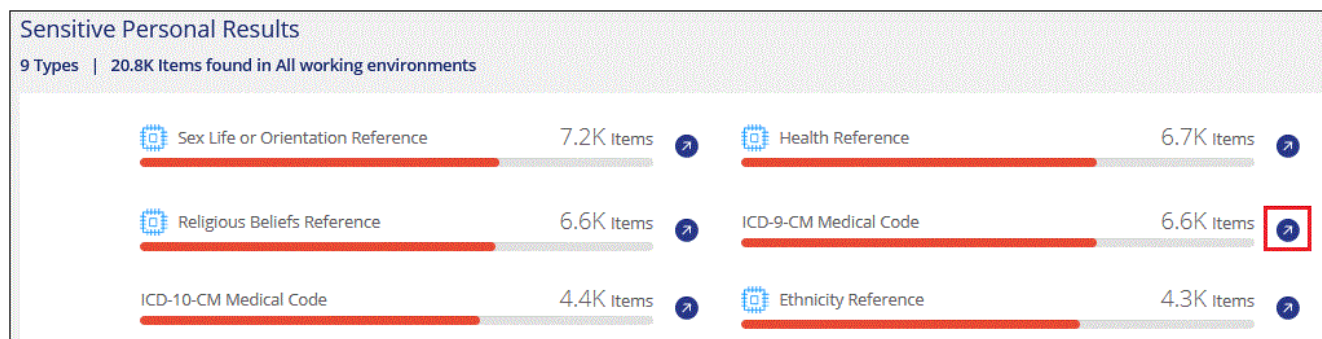 Sensitive Personal Results
9 Types | 20.8K Items found in All working environments
Sex Life or Orientation Reference 7.2K Items
Health Reference 6.7K Items
Religious Beliefs Reference 6.6K Items
ICD-9-CM Medical Code 6.6K Items
ICD-10-CM Medical Code 4.4K Items
Ethnicity Reference 4.3K Items